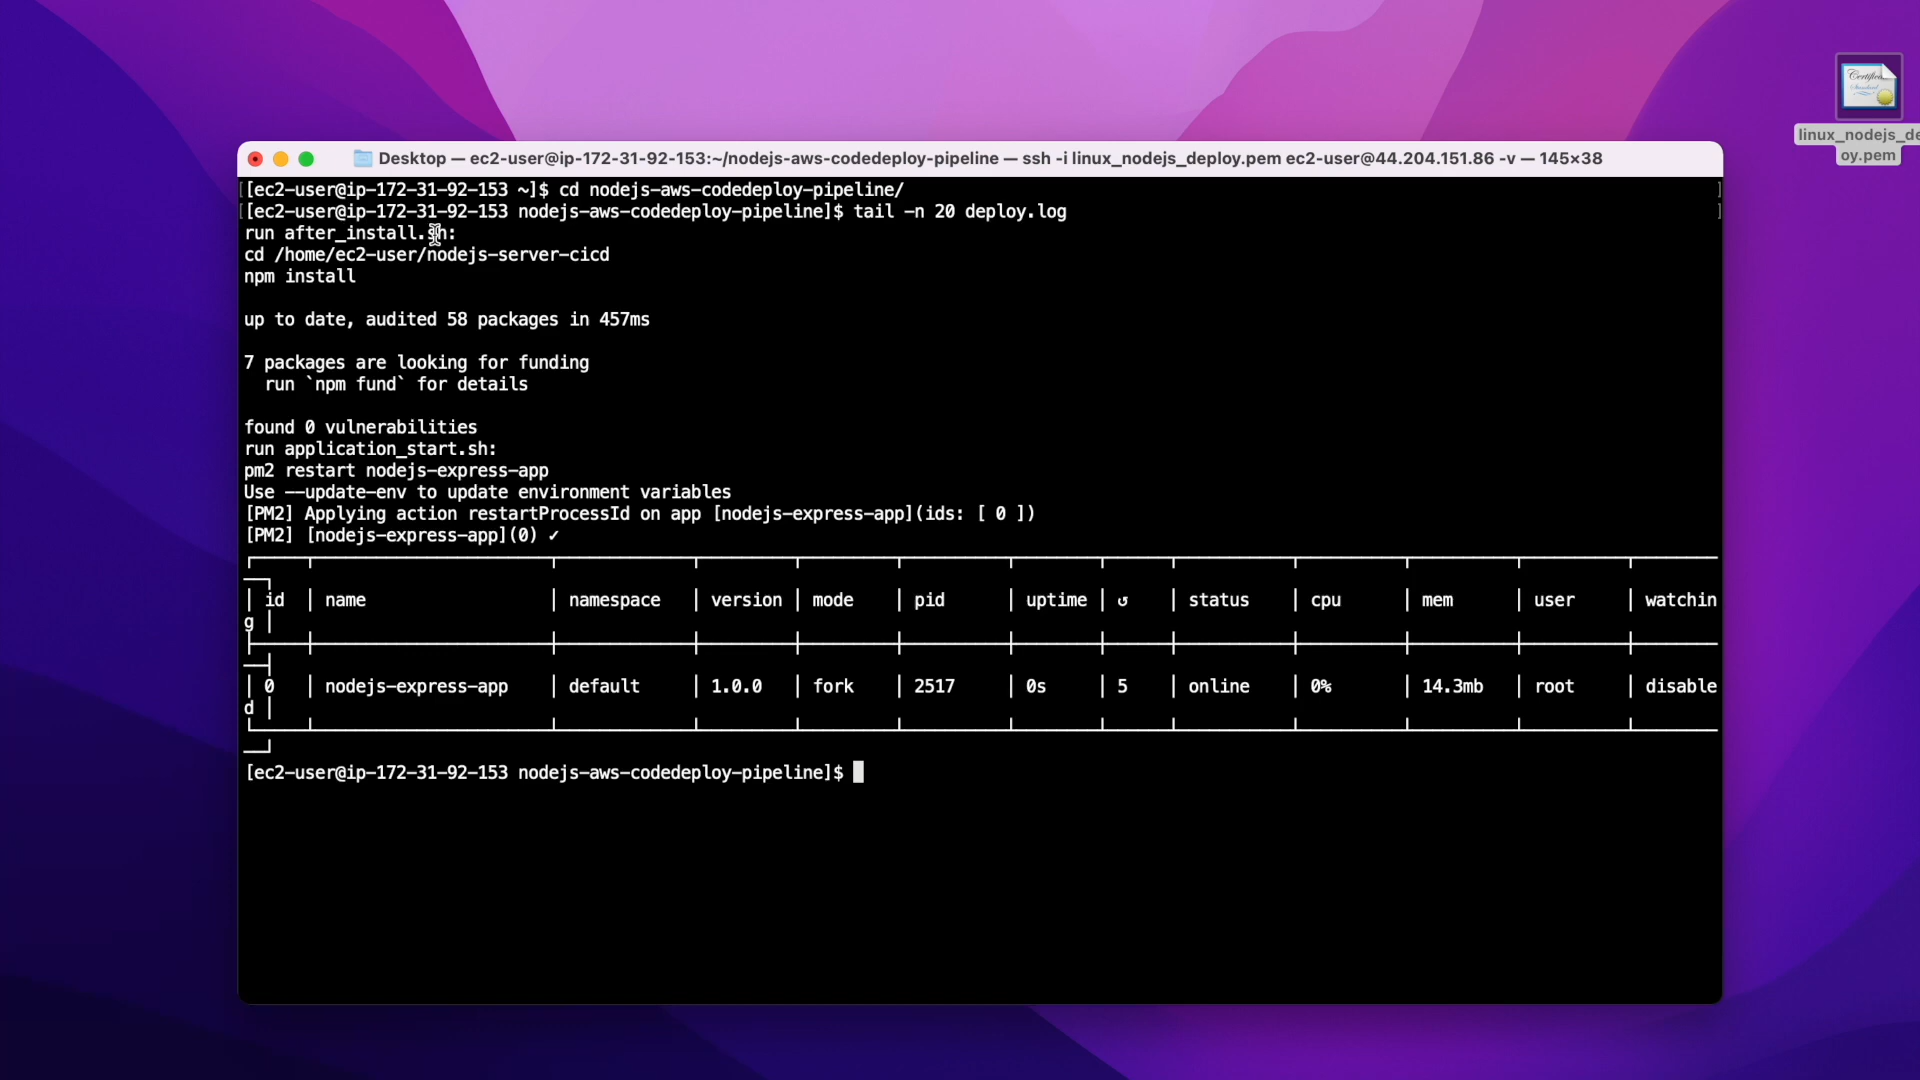 Desktop — ec2-user@ip-172-31-92-153:~/nodejs-aws-codedeploy-pipeline — ssh -i linux_nodejs_deploy.pem ec2-user@44.204.151.86 -v — 145×38
[[ec2-user@ip-172-31-92-153 ~]$ cd nodejs-aws-codedeploy-pipeline/ ]
[[ec2-user@ip-172-31-92-153 nodejs-aws-codedeploy-pipeline]$ tail -n 20 deploy.log ]
run after_install.sh:
cd /home/ec2-user/nodejs-server-cicd
npm install
up to date, audited 58 packages in 457ms
7 packages are looking for funding
run `npm fund` for details
found 0 vulnerabilities
run application_start.sh:
pm2 restart nodejs-express-app
Use --update-env to update environment variables
[PM2] Applying action restartProcessId on app [nodejs-express-app](ids: [ 0 ])
[PM2] [nodejs-express-app](0) ✓
│ id │ name │ namespace │ version │ mode │ pid │ uptime │ ↺ │ status │ cpu │ mem │ user │ watchin
g │
│ 0 │ nodejs-express-app │ default │ 1.0.0 │ fork │ 2517 │ 0s │ 5 │ online │ 0% │ 14.3mb │ root │ disable
d │
[ec2-user@ip-172-31-92-153 nodejs-aws-codedeploy-pipeline]$
linux_nodejs_de
oy.pem